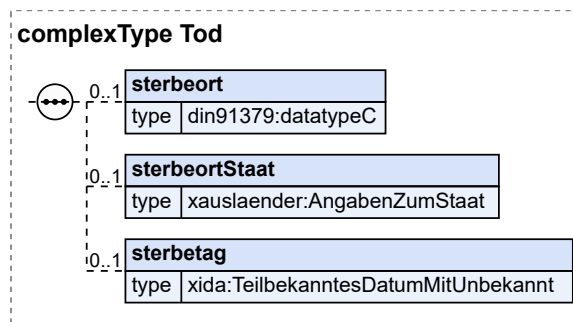 complexType Tod
0..1 sterbeort
type din91379:datatypeC
0..1 sterbeortStaat
type xauslaender:AngabenZumStaat
0..1 sterbetag
type xida:TeilbekanntesDatumMitUnbekannt